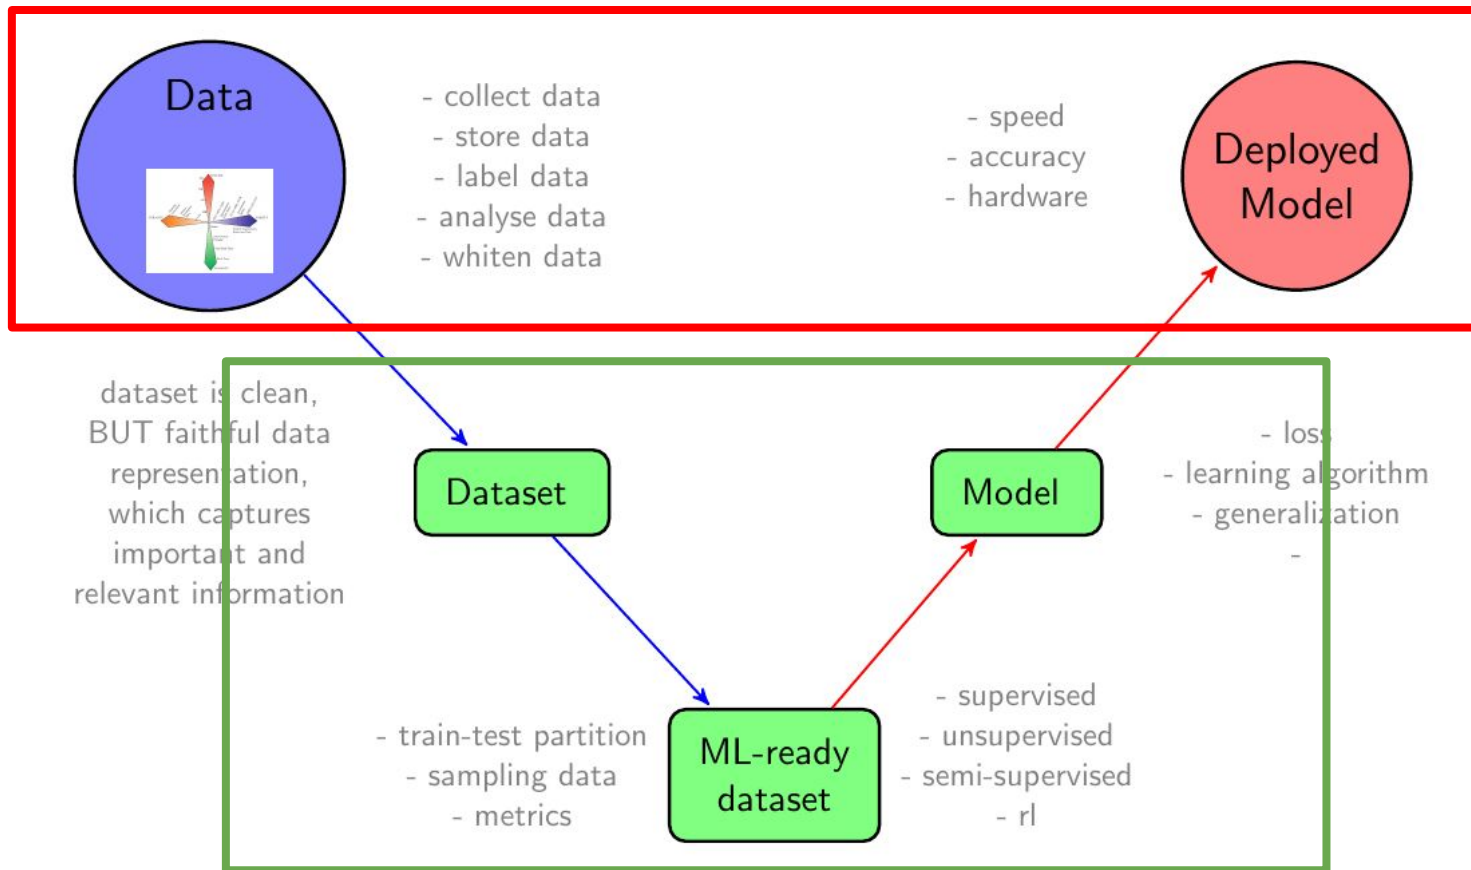 Data
- collect data
- store data
- label data
- analyse data
- whiten data
- speed
- accuracy
- hardware
Deployed
Model
dataset is clean,
BUT faithful data
representation,
which captures
important and
relevant information
Dataset
Model
- loss
- learning algorithm
- generalization
-
- train-test partition
- sampling data
- metrics
ML-ready
dataset
- supervised
- unsupervised
- semi-supervised
- rl